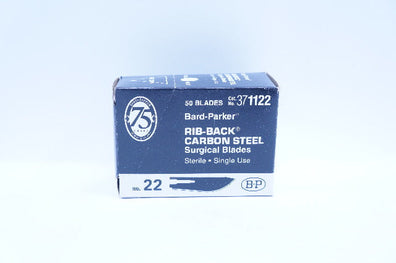 50 BLADES Cat. No. 371122
Bard-Parker®
RIB-BACK®
CARBON STEEL
Surgical Blades
Sterile • Single Use
75
No. 22
B-P